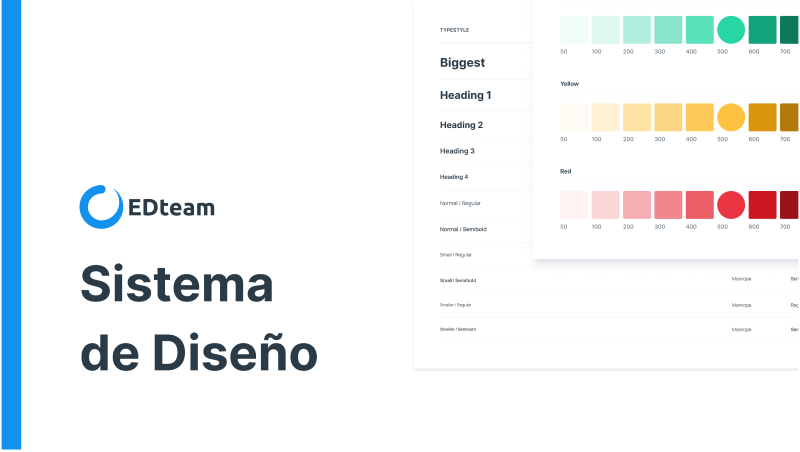 EDteam
Sistema
de Diseño
TYPESTYLE
Biggest
Heading 1
Heading 2
Heading 3
Heading 4
Normal / Regular
Normal / Semibold
Small / Regular
Small / Semibold
Manrope
Smaller / Regular
Manrope
Smaller / Semibold
Manrope
50 100 200 300 400 500 600 700
Yellow
50 100 200 300 400 500 600 700
Red
50 100 200 300 400 500 600 700